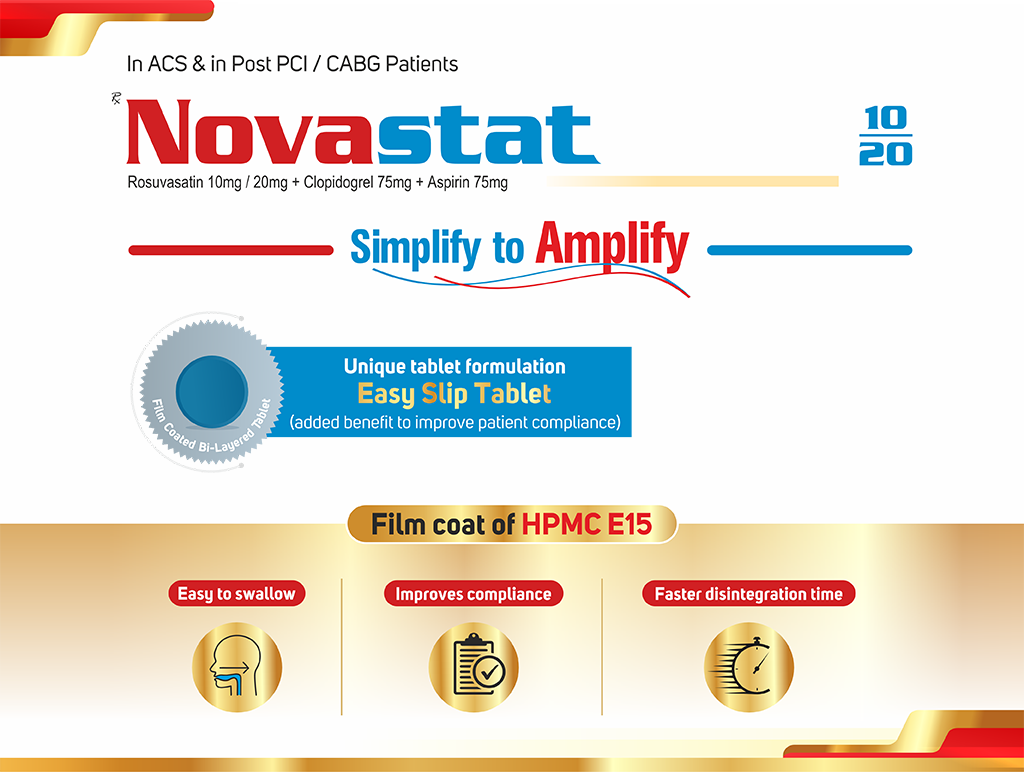 In ACS & in Post PCI / CABG Patients
Rx
Novastat
10
20
Rosuvasatin 10mg / 20mg + Clopidogrel 75mg + Aspirin 75mg
Simplify to Amplify
Unique tablet formulation
Easy Slip Tablet
(added benefit to improve patient compliance)
Film Coated Bi-Layered Tablet
Film coat of HPMC E15
Easy to swallow
Improves compliance
Faster disintegration time